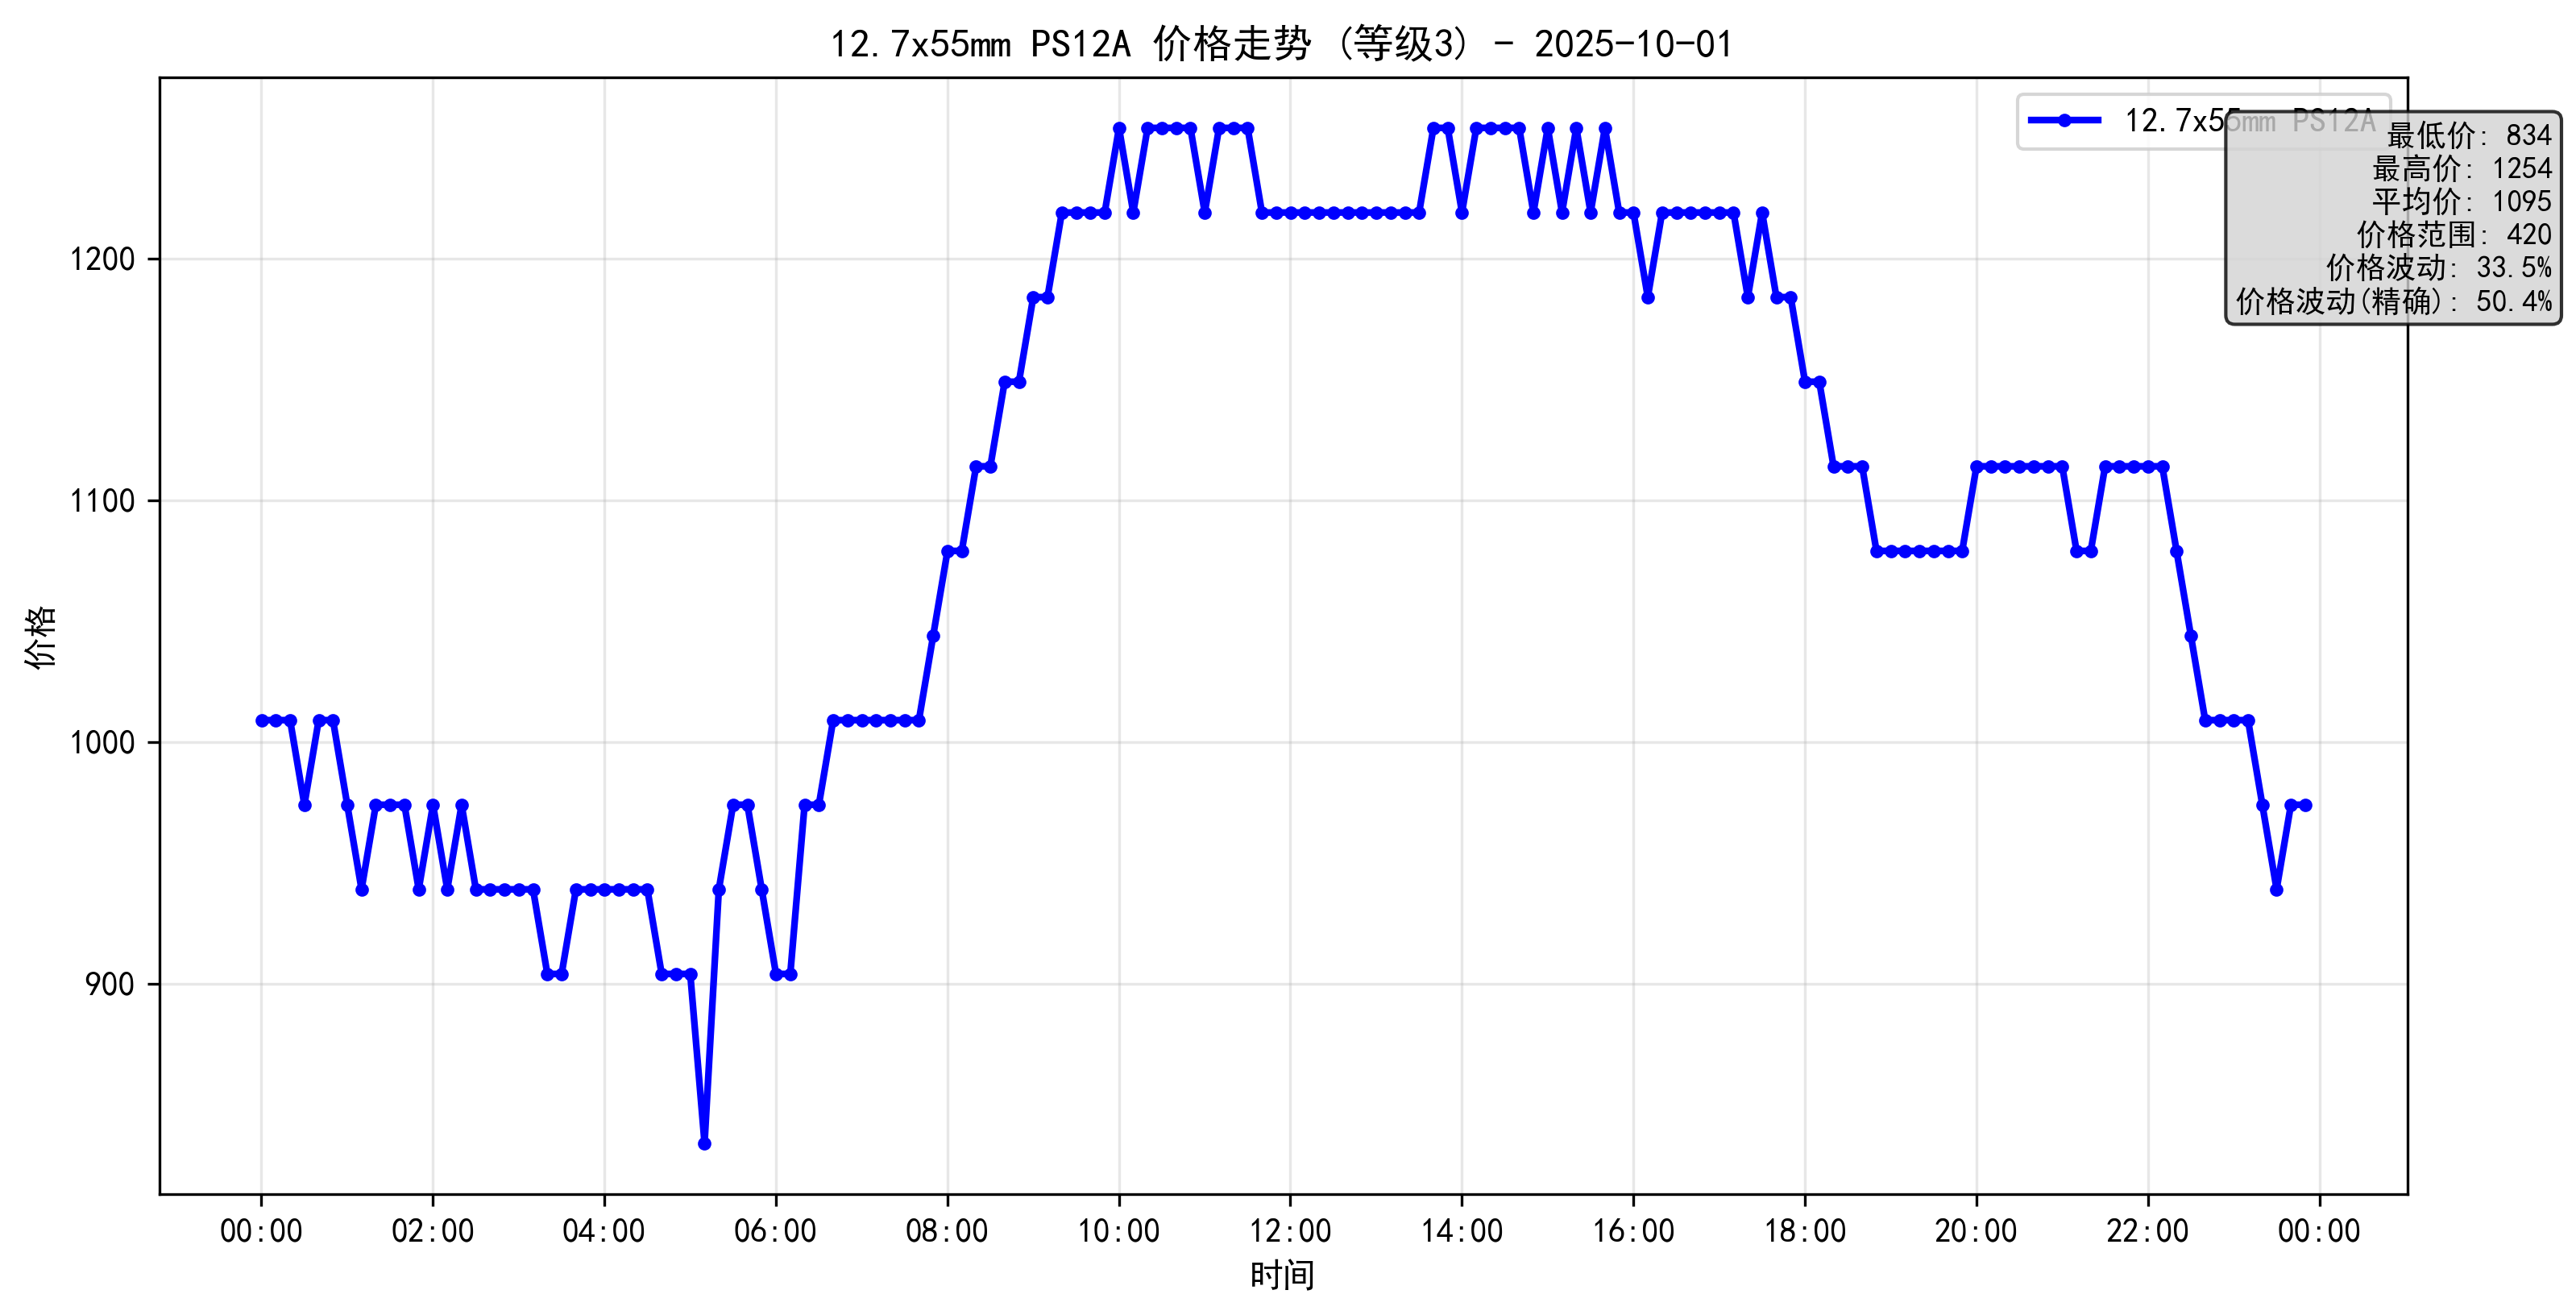 12.7x55mm PS12A 价格走势 (等级3) - 2025-10-01
12.7x55mm PS12A
最低价: 834
最高价: 1254
平均价: 1095
价格范围: 420
价格波动: 33.5%
价格波动(精确): 50.4%
价格
1200
1100
1000
900
00:00 02:00 04:00 06:00 08:00 10:00 12:00 14:00 16:00 18:00 20:00 22:00 00:00
时间